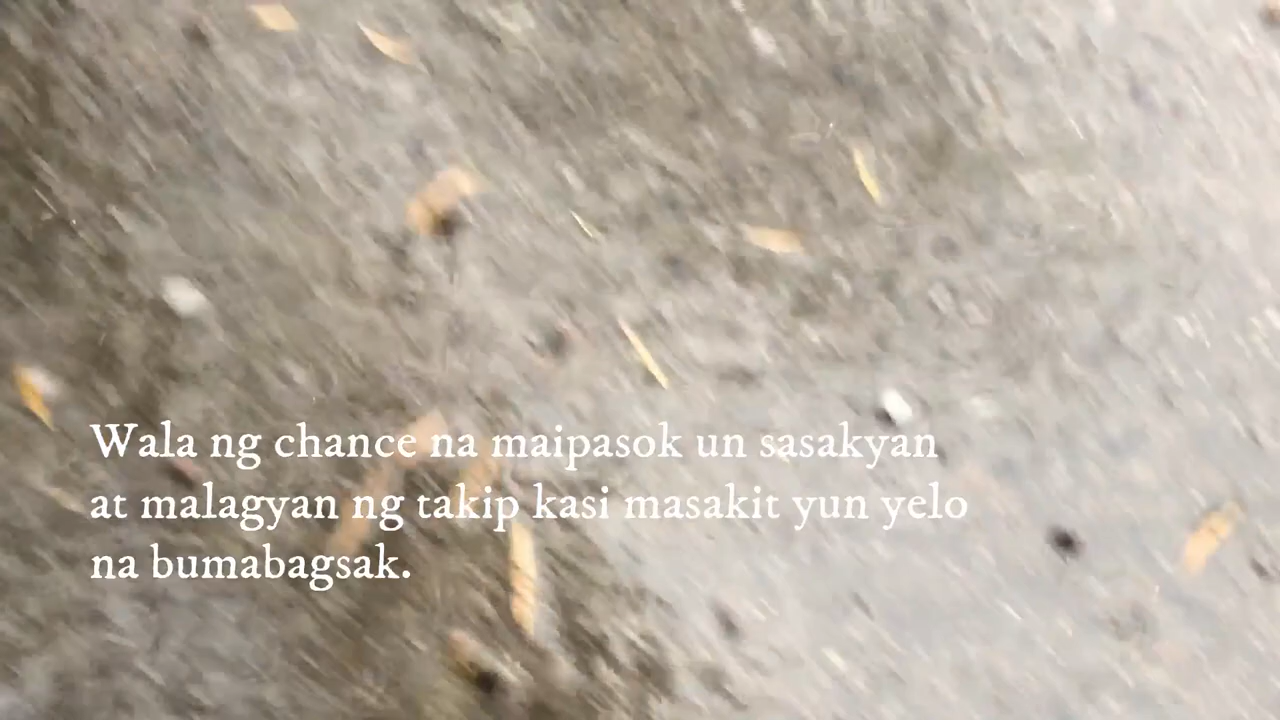 Wala ng chance na maipasok un sasakyan
at malagyan ng takip kasi masakit yun yelo
na bumabagsak.